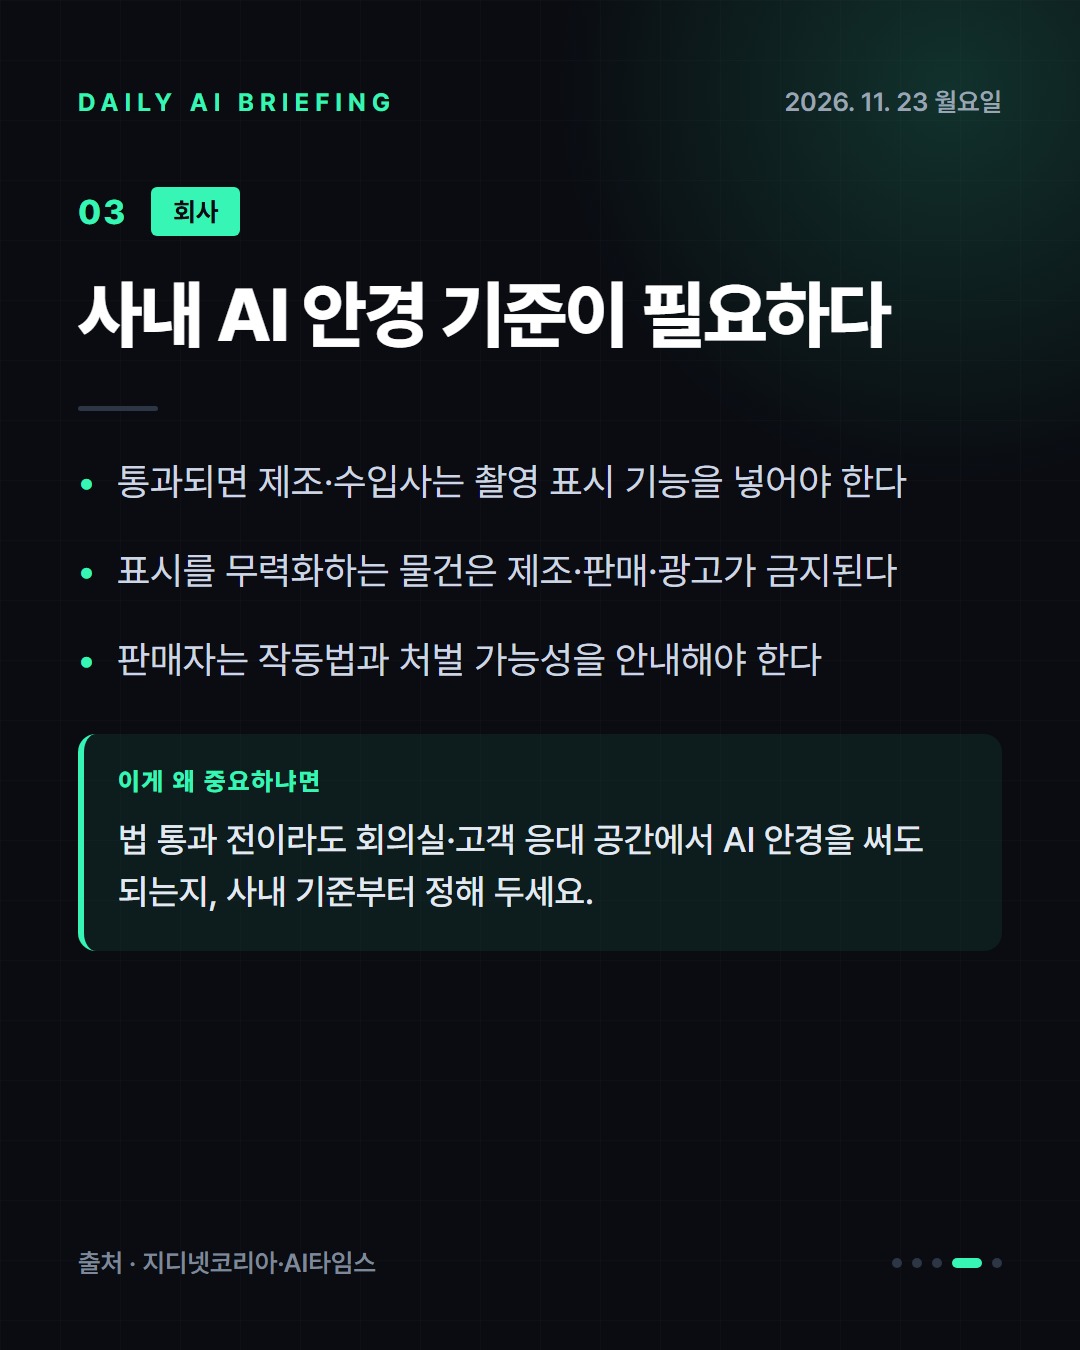 DAILY AI BRIEFING
2026. 11. 23 월요일
03 회사
사내 AI 안경 기준이 필요하다
• 통과되면 제조·수입사는 촬영 표시 기능을 넣어야 한다
• 표시를 무력화하는 물건은 제조·판매·광고가 금지된다
• 판매자는 작동법과 처벌 가능성을 안내해야 한다
이게 왜 중요하냐면
법 통과 전이라도 회의실·고객 응대 공간에서 AI 안경을 써도
되는지, 사내 기준부터 정해 두세요.
출처 · 지디넷코리아·AI타임스